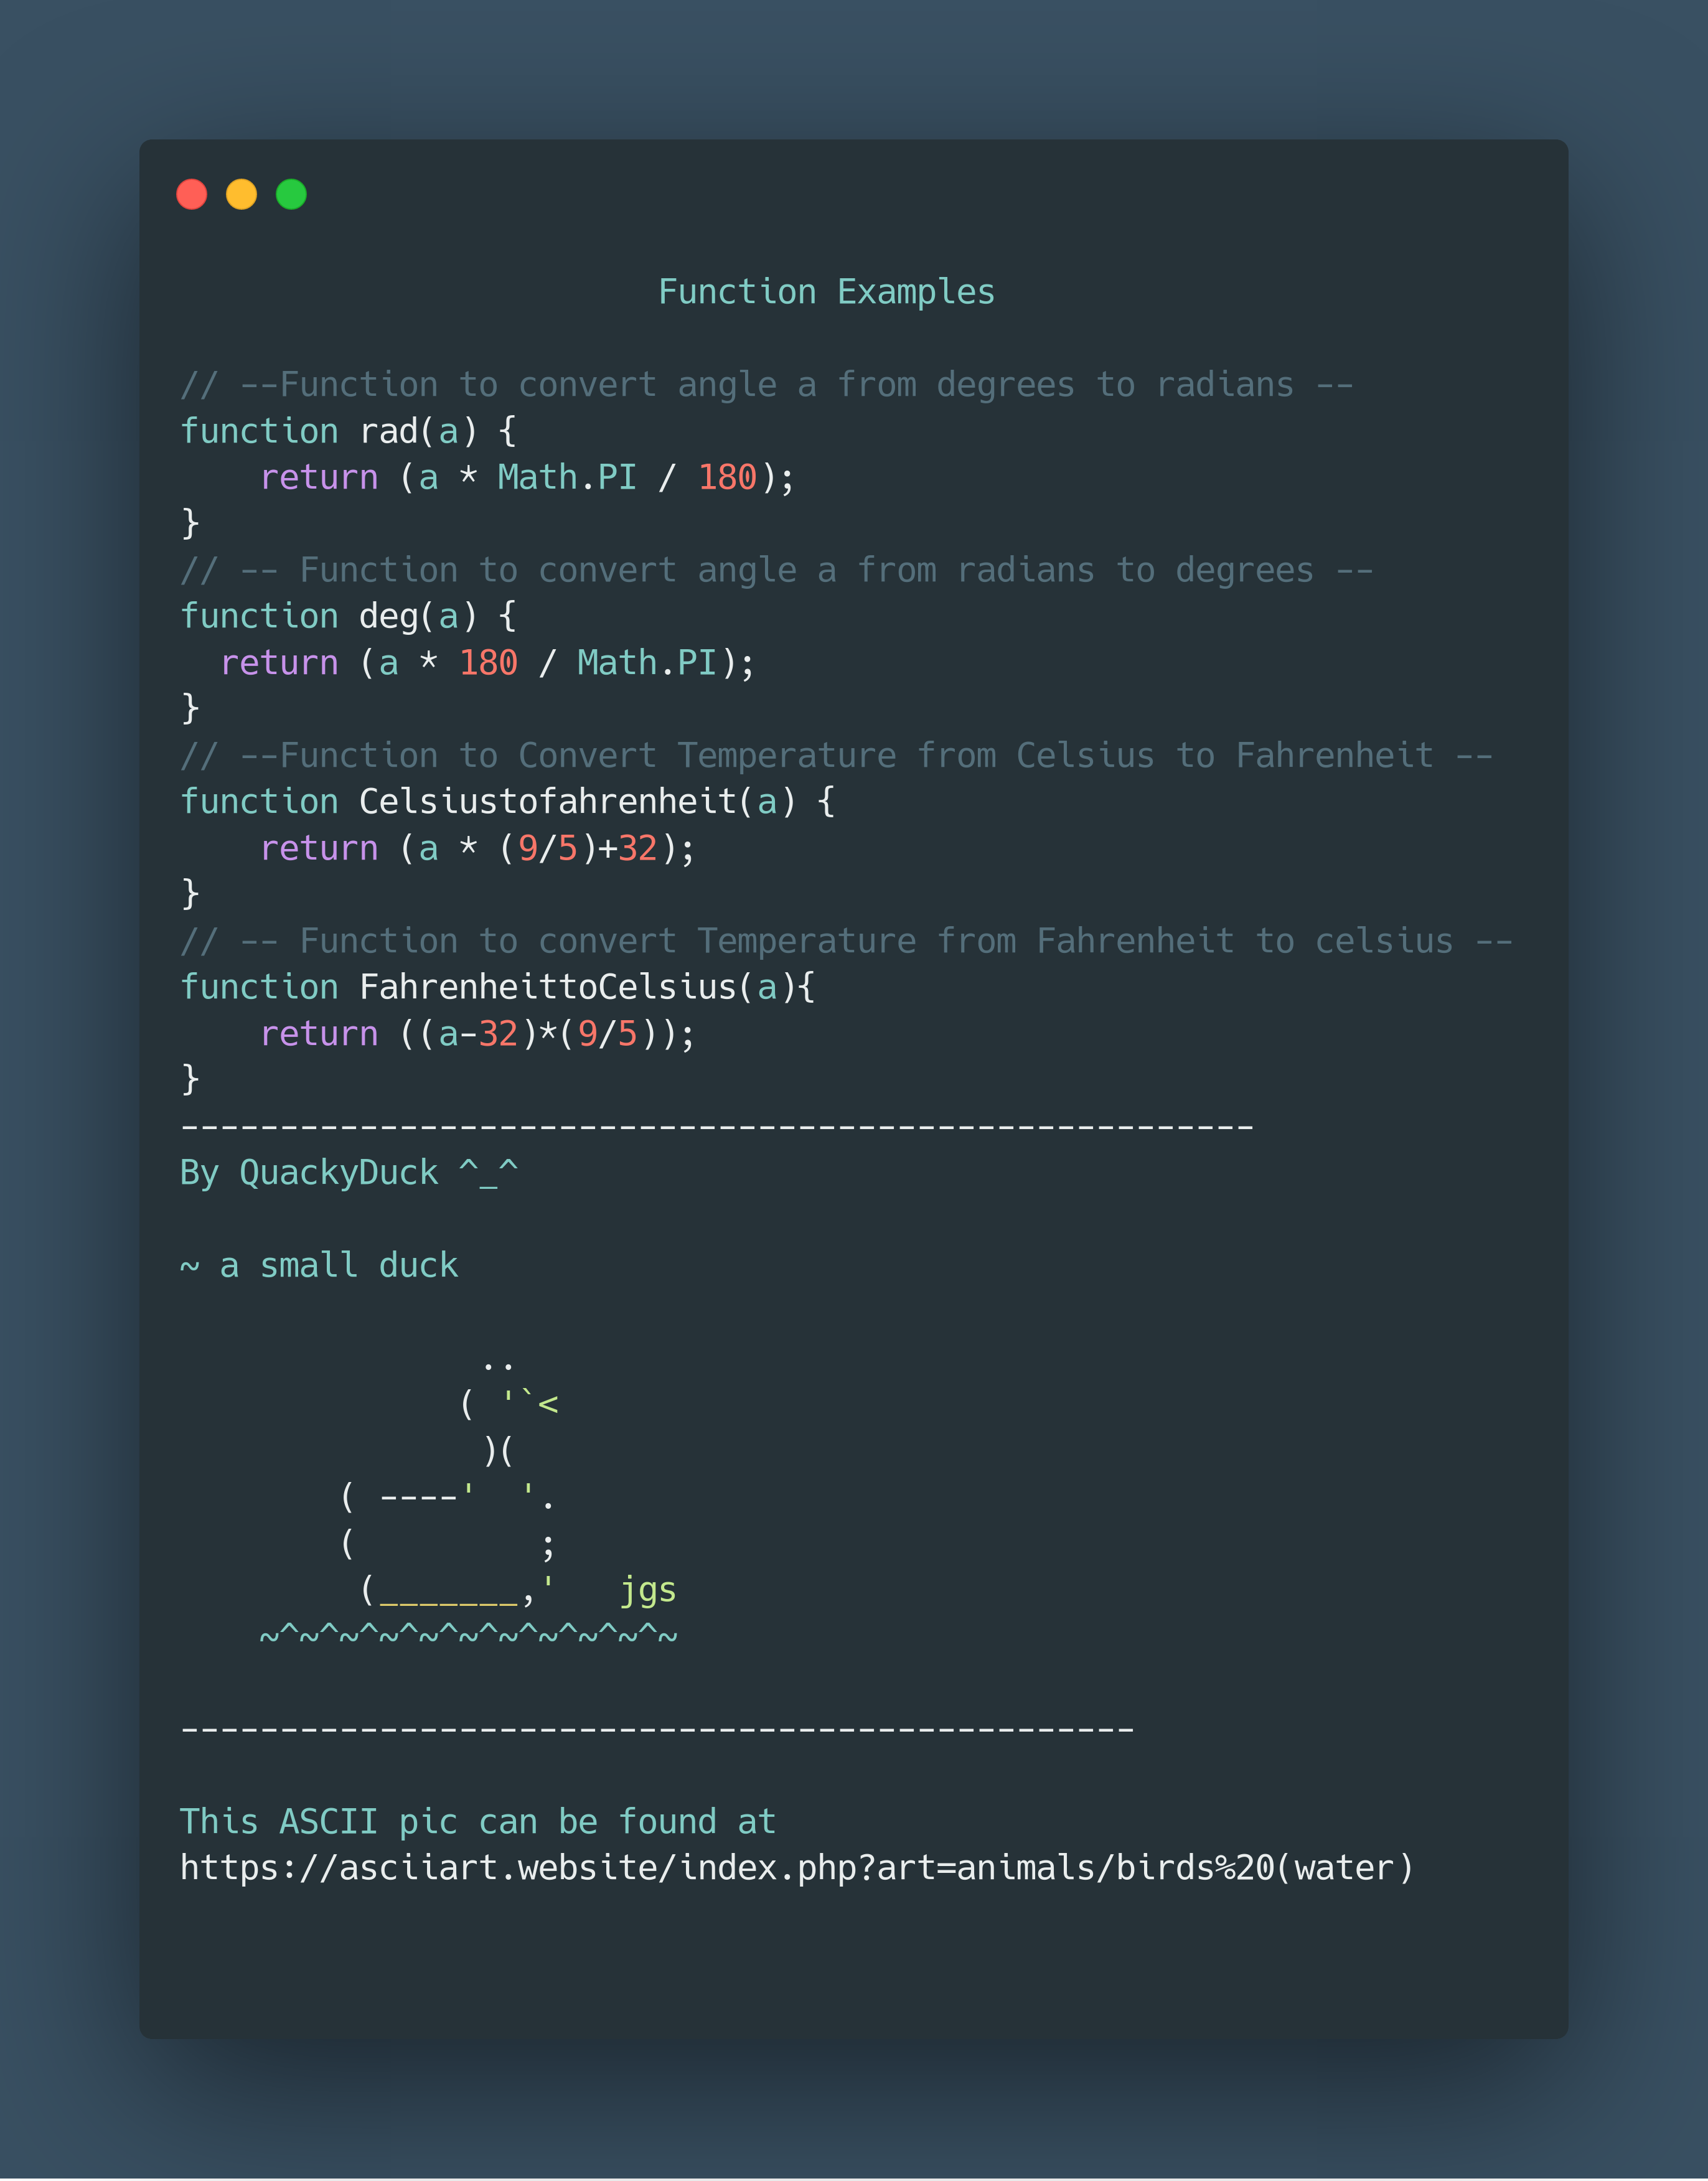 Function Examples

// --Function to convert angle a from degrees to radians --
function rad(a) {
    return (a * Math.PI / 180);
}
// -- Function to convert angle a from radians to degrees --
function deg(a) {
  return (a * 180 / Math.PI);
}
// --Function to Convert Temperature from Celsius to Fahrenheit --
function Celsiustofahrenheit(a) {
    return (a * (9/5)+32);
}
// -- Function to convert Temperature from Fahrenheit to celsius --
function FahrenheittoCelsius(a){
    return ((a-32)*(9/5));
}
------------------------------------------------------
By QuackyDuck ^_^

~ a small duck

               ..
              ( '`<
               )(
        ( ----'  '.
        (         ;
         (_______,'   jgs
    ~^~^~^~^~^~^~^~^~^~^~

------------------------------------------------

This ASCII pic can be found at
https://asciiart.website/index.php?art=animals/birds%20(water)